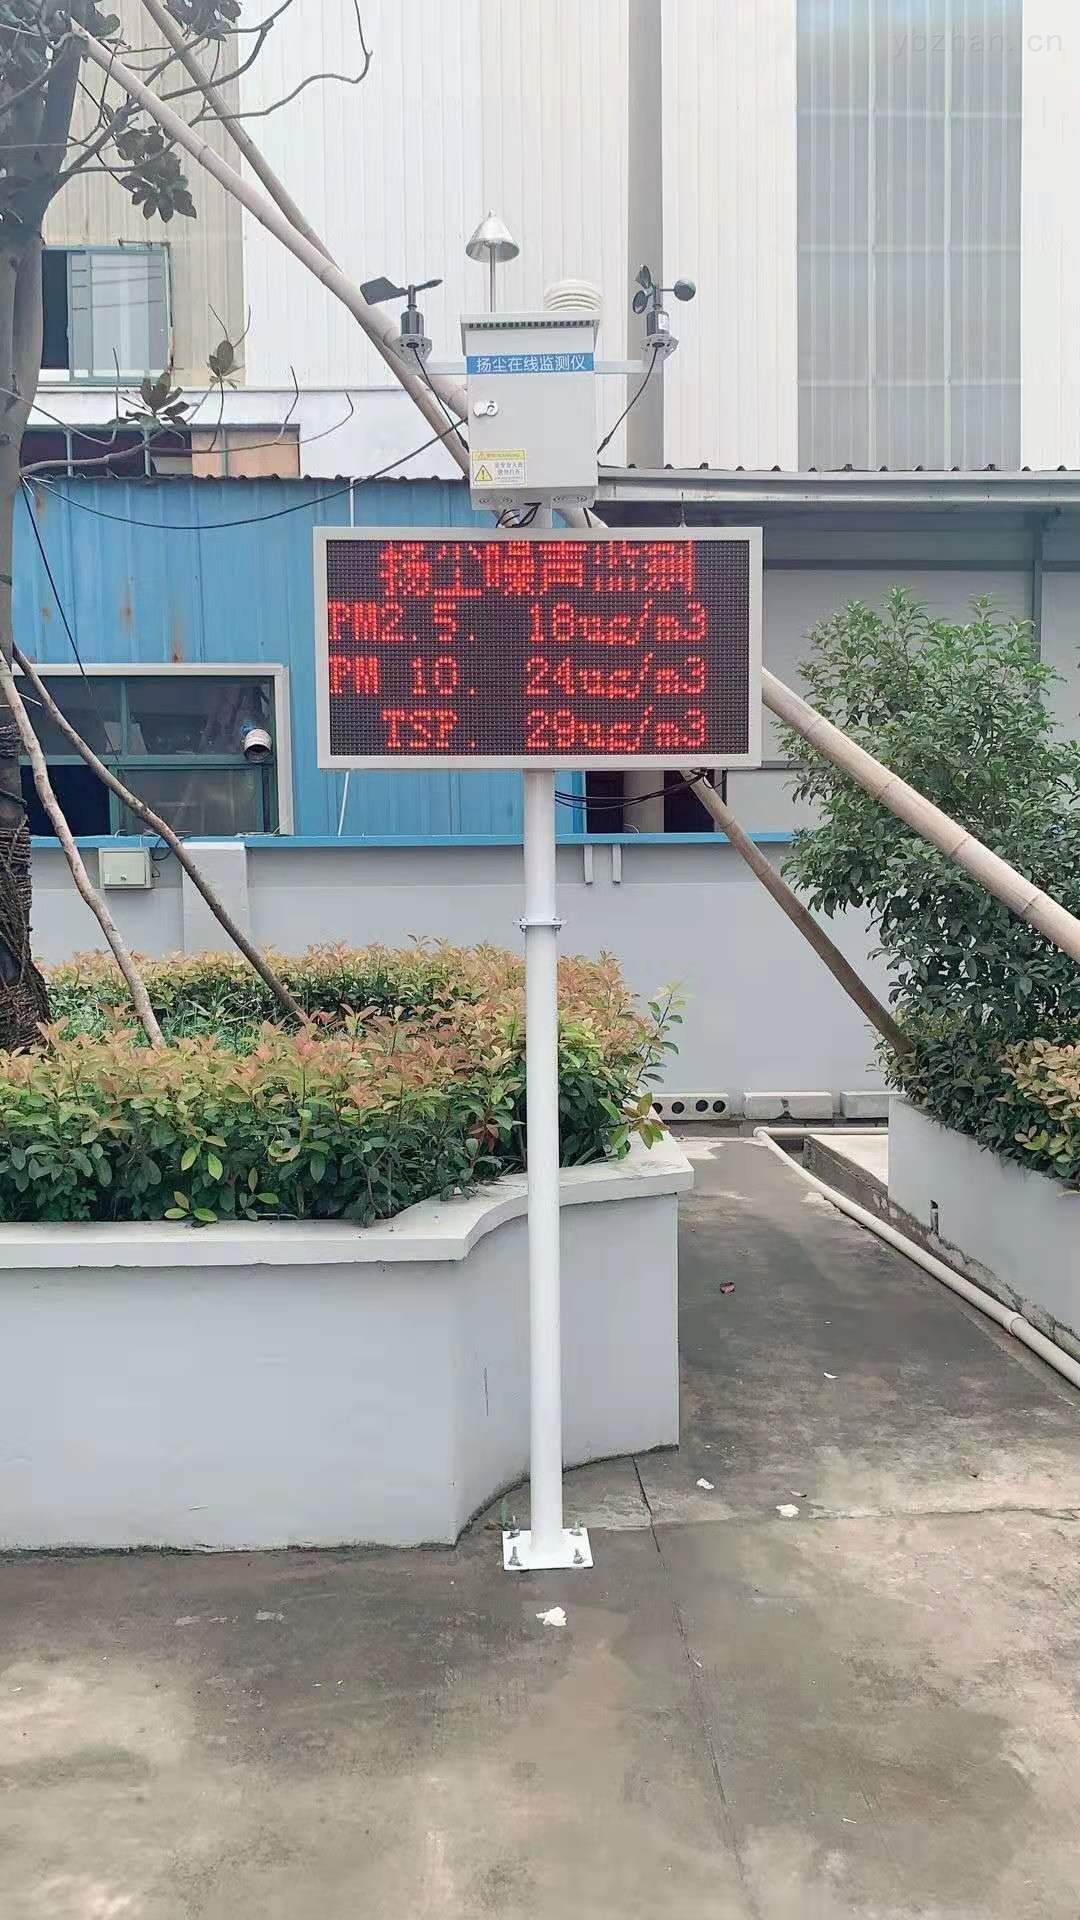 ybzhan.cn
扬尘在线监测仪
扬尘噪声监测
PM2.5. 18ug/m3
PM 10. 24ug/m3
TSP. 29ug/m3